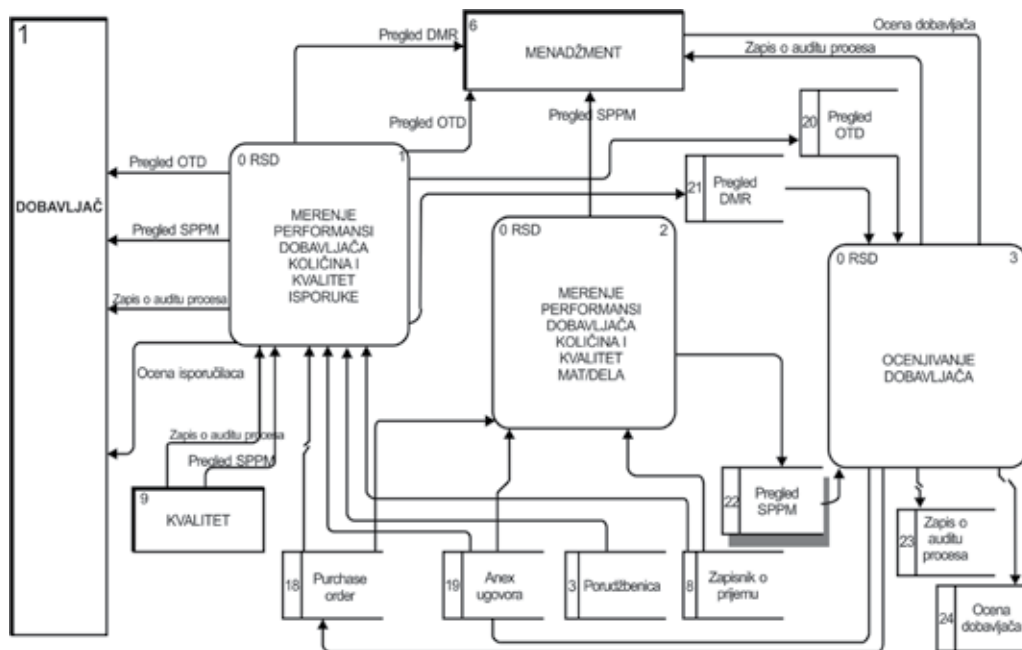 1
DOBAVLJAČ
6
MENADŽMENT
Pregled DMR
Ocena dobavljača
Zapis o auditu procesa
Pregled OTD
Pregled SPPM
20
Pregled
OTD
21
Pregled
DMR
Pregled OTD
Pregled SPPM
Zapis o auditu procesa
Ocena isporučilaca
0 RSD
1
MERENJE
PERFORMANSI
DOBAVLJAČA
KOLIČINA I
KVALITET
ISPORUKE
0 RSD
2
MERENJE
PERFORMANSI
DOBAVLJAČA
KOLIČINA I
KVALITET
MAT/DELA
0 RSD
3
OCENJIVANJE
DOBAVLJAČA
Zapis o auditu procesa
Pregled SPPM
9
KVALITET
22
Pregled
SPPM
23
Zapis o
auditu
procesa
18
Purchase
order
19
Anex
ugovora
3
Porudžbenica
8
Zapisnik o
prijemu
24
Ocena
dobavljača